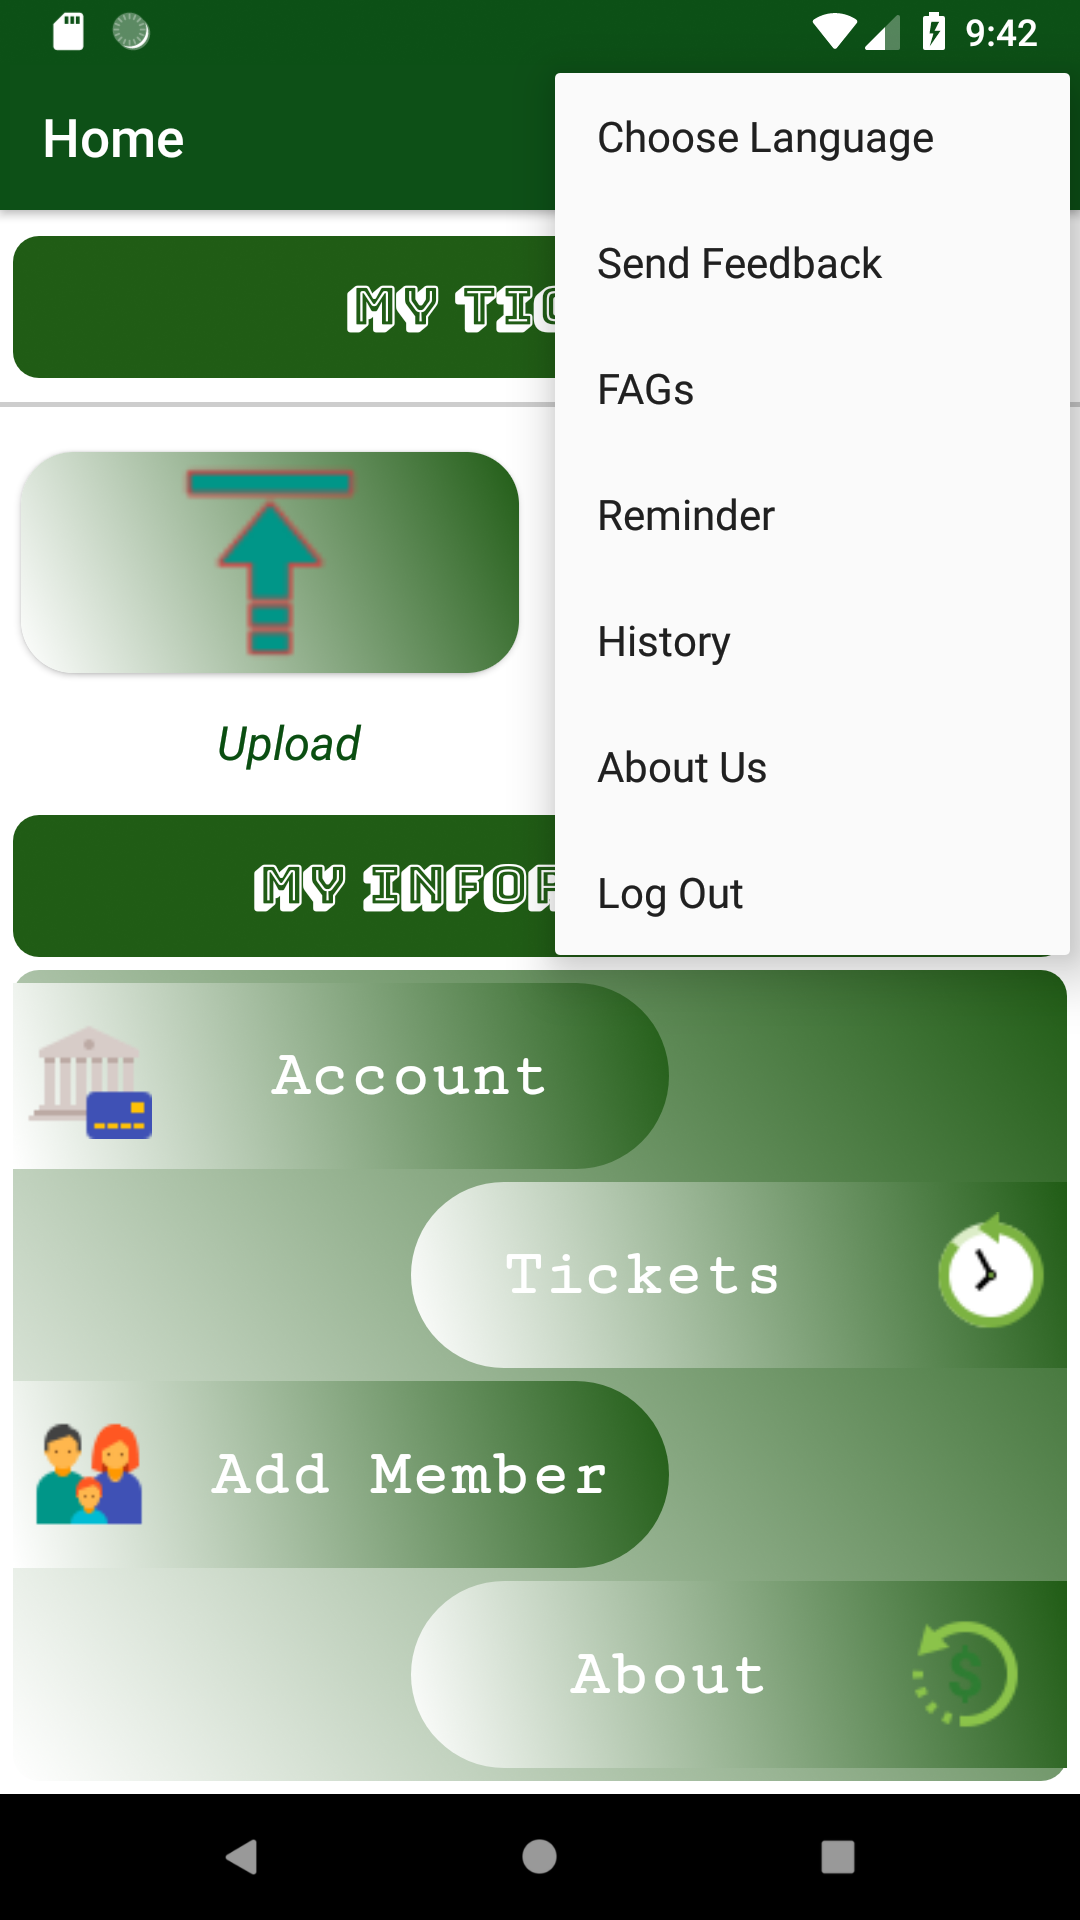 9:42
Home
Choose Language
Send Feedback
FAGs
Reminder
History
About Us
Log Out
MY TIC
Upload
MY INFOR
Account
Tickets
Add Member
About